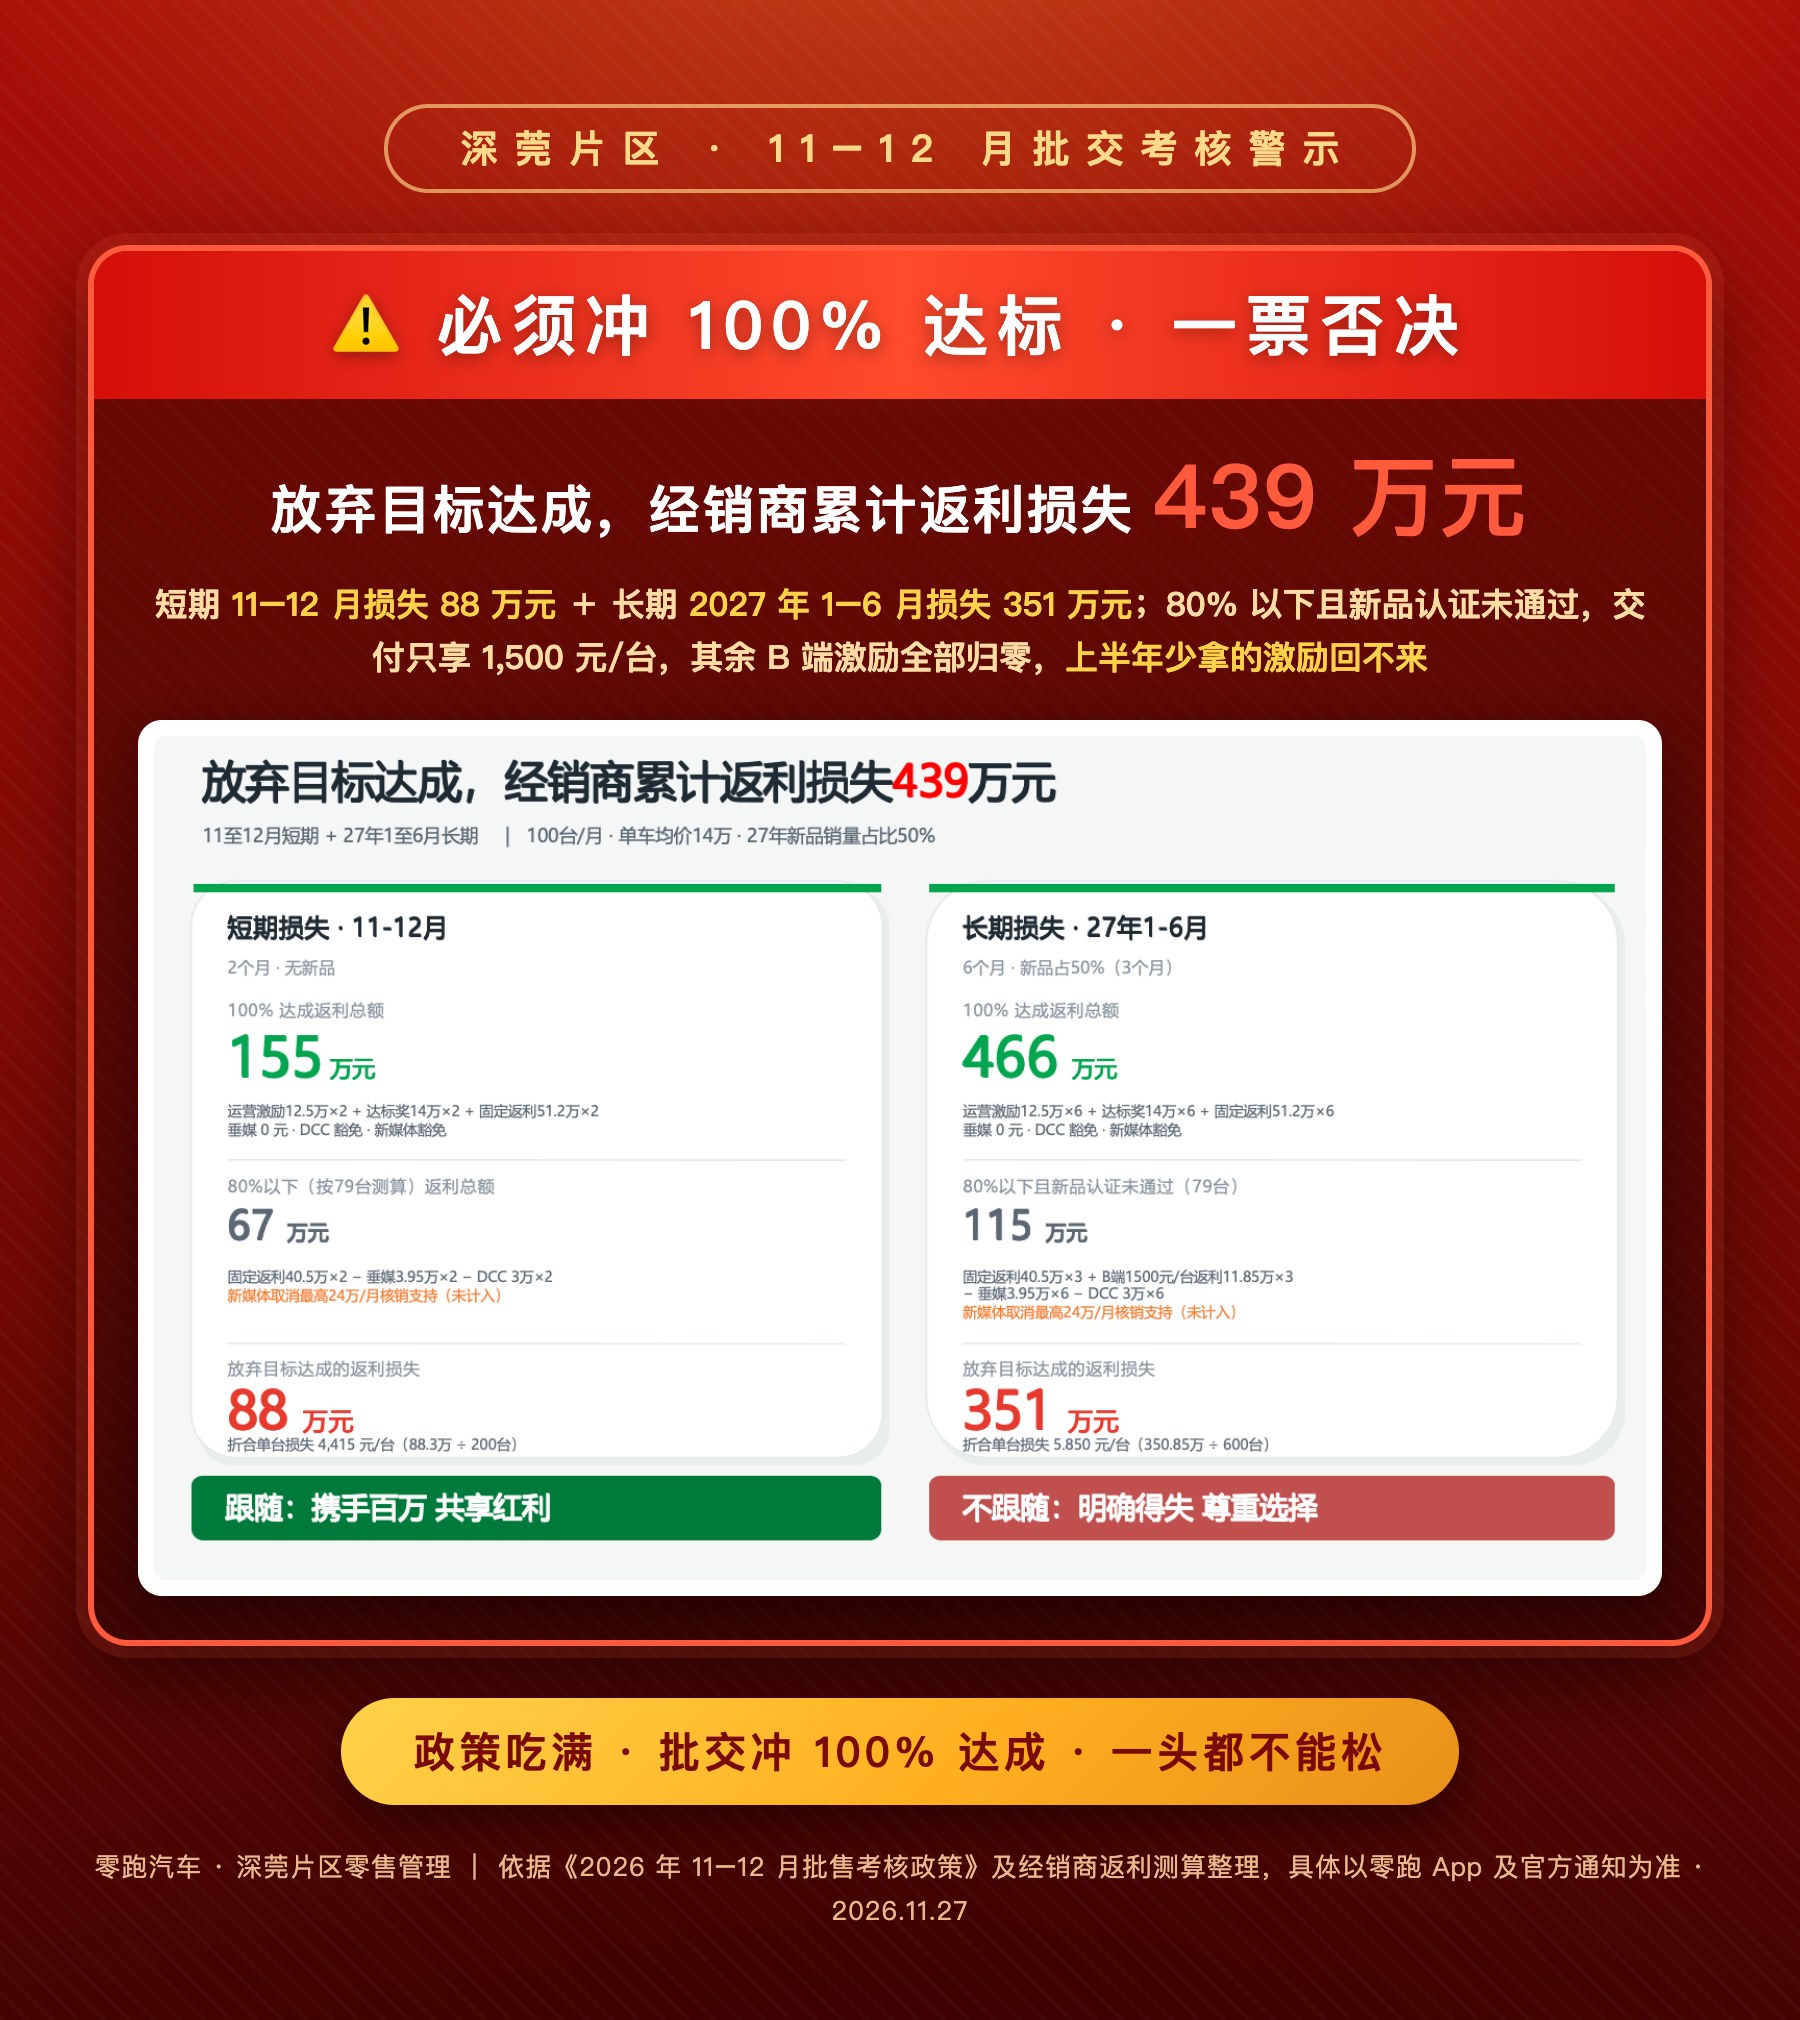 深莞片区 · 11—12 月批交考核警示
⚠️ 必须冲 100% 达标 · 一票否决
放弃目标达成，经销商累计返利损失 439 万元
短期 11—12 月损失 88 万元 + 长期 2027 年 1—6 月损失 351 万元；80% 以下且新品认证未通过，交
付只享 1,500 元/台，其余 B 端激励全部归零，上半年少拿的激励回不来
放弃目标达成，经销商累计返利损失439万元
11至12月短期 + 27年1至6月长期 | 100台/月 · 单车均价14万 · 27年新品销量占比50%
短期损失 · 11-12月
2个月 · 无新品
100% 达成返利总额
155 万元
运营激励12.5万×2 + 达标奖14万×2 + 固定返利51.2万×2
垂媒 0 元 · DCC 豁免 · 新媒体豁免
80%以下（按79台测算）返利总额
67 万元
固定返利40.5万×2 − 垂媒3.95万×2 − DCC 3万×2
新媒体取消最高24万/月核销支持（未计入）
放弃目标达成的返利损失
88 万元
折合单台损失 4,415 元/台（88.3万 ÷ 200台）
跟随：携手百万 共享红利
长期损失 · 27年1-6月
6个月 · 新品占50%（3个月）
100% 达成返利总额
466 万元
运营激励12.5万×6 + 达标奖14万×6 + 固定返利51.2万×6
垂媒 0 元 · DCC 豁免 · 新媒体豁免
80%以下且新品认证未通过（79台）
115 万元
固定返利40.5万×3 + B端1500元/台返利11.85万×3
− 垂媒3.95万×6 − DCC 3万×6
新媒体取消最高24万/月核销支持（未计入）
放弃目标达成的返利损失
351 万元
折合单台损失 5.850 元/台（350.85万 ÷ 600台）
不跟随：明确得失 尊重选择
政策吃满 · 批交冲 100% 达成 · 一头都不能松
零跑汽车 · 深莞片区零售管理 | 依据《2026 年 11—12 月批售考核政策》及经销商返利测算整理，具体以零跑 App 及官方通知为准 ·
2026.11.27